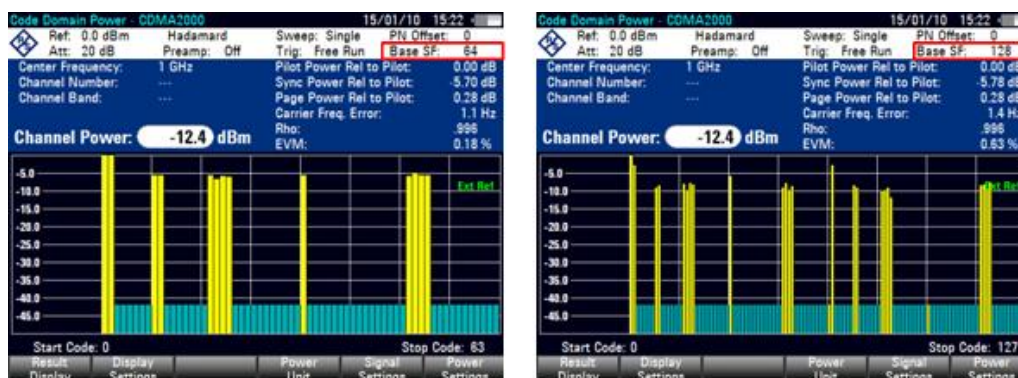 Code Domain Power - CDMA2000 15/01/10 15:22
Ref: 0.0 dBm Hadamard Sweep: Single PN Offset: 0
Att: 20 dB Preamp: Off Trig: Free Run Base SF: 64
Center Frequency: 1 GHz Pilot Power Rel to Pilot: 0.00 dB
Channel Number: --- Sync Power Rel to Pilot: -5.70 dB
Channel Band: --- Page Power Rel to Pilot: 0.28 dB
Carrier Freq. Error: 1.1 Hz
Rho: .996
Channel Power: -12.4 dBm
EVM: 0.18 %
-5.0
Ext Ref
-10.0
-15.0
-20.0
-25.0
-30.0
-35.0
-40.0
-45.0
Start Code: 0 Stop Code: 63
Result Display Power Signal Power
Display Settings Unit Settings Settings
Code Domain Power - CDMA2000 15/01/10 15:22
Ref: 0.0 dBm Hadamard Sweep: Single PN Offset: 0
Att: 20 dB Preamp: Off Trig: Free Run Base SF: 128
Center Frequency: 1 GHz Pilot Power Rel to Pilot: 0.00 dB
Channel Number: --- Sync Power Rel to Pilot: -5.78 dB
Channel Band: --- Page Power Rel to Pilot: 0.28 dB
Carrier Freq. Error: 1.4 Hz
Rho: .996
Channel Power: -12.4 dBm
EVM: 0.63 %
-5.0
Ext Ref
-10.0
-15.0
-20.0
-25.0
-30.0
-35.0
-40.0
-45.0
Start Code: 0 Stop Code: 127
Result Display Power Signal Power
Display Settings Unit Settings Settings